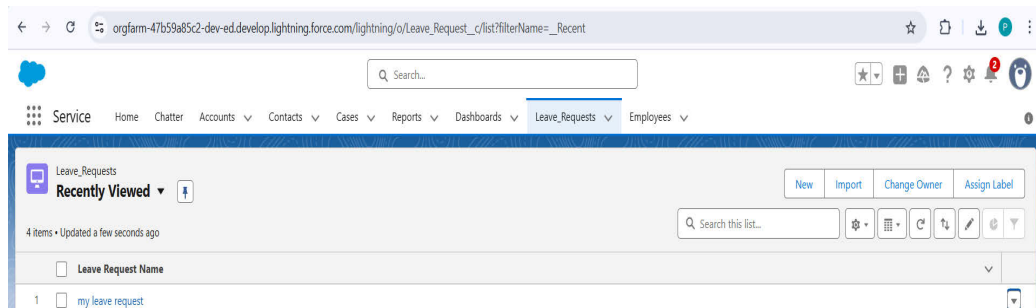 orgfarm-47b59a85c2-dev-ed.develop.lightning.force.com/lightning/o/Leave_Request__c/list?filterName=__Recent
P
Search...
2
Service Home Chatter Accounts Contacts Cases Reports Dashboards Leave_Requests Employees
Leave_Requests
Recently Viewed
New Import Change Owner Assign Label
4 items • Updated a few seconds ago
Search this list...
Leave Request Name
1 my leave request